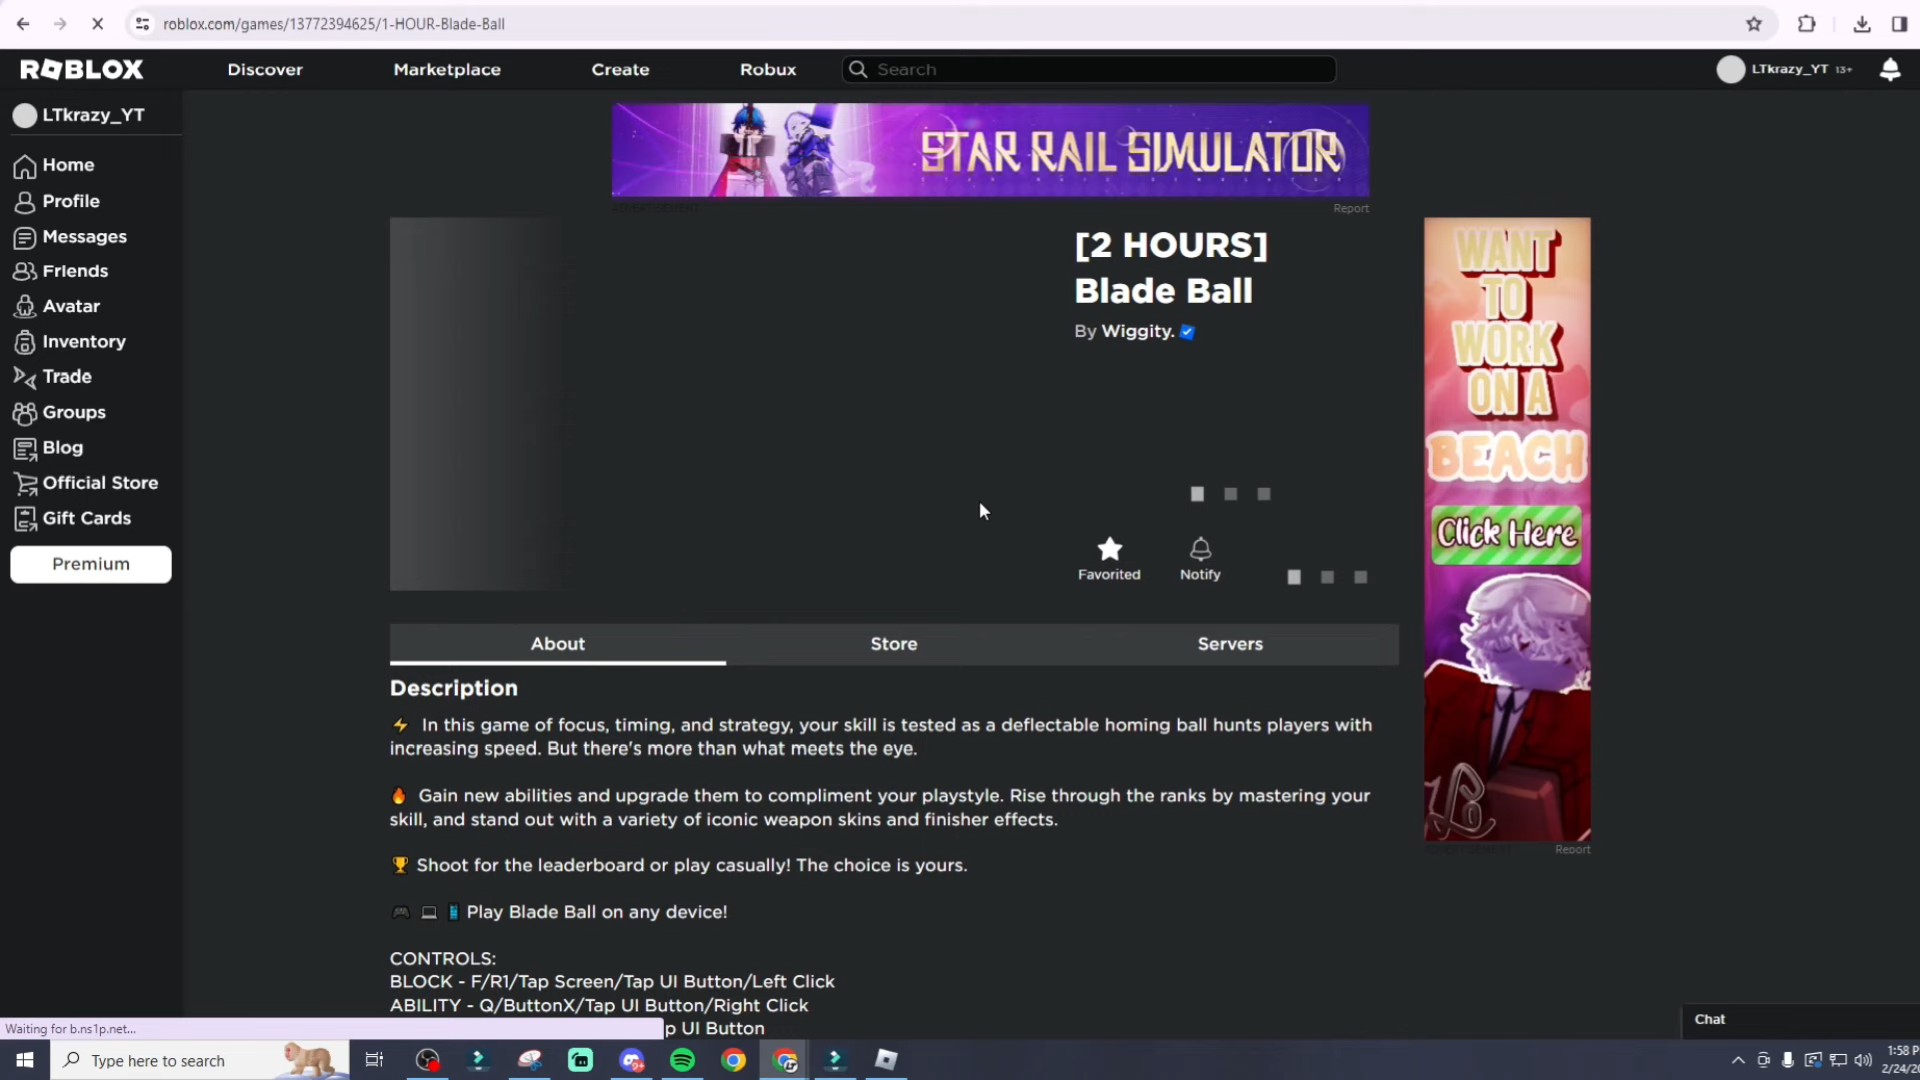 roblox.com/games/13772394625/1-HOUR-Blade-Ball
ROBLOX
Discover
Marketplace
Create
Robux
Search
LTkrazy_YT 13+
LTkrazy_YT
Home
Profile
Messages
Friends
Avatar
Inventory
Trade
Groups
Blog
Official Store
Gift Cards
Premium
STAR RAIL SIMULATOR
ADVERTISEMENT
Report
[2 HOURS]
Blade Ball
By Wiggity.
Favorited
Notify
WANT
TO
WORK
ON A
BEACH
Click Here
ADVERTISEMENT
Report
About
Store
Servers
Description
⚡ In this game of focus, timing, and strategy, your skill is tested as a deflectable homing ball hunts players with
increasing speed. But there's more than what meets the eye.
🔥 Gain new abilities and upgrade them to compliment your playstyle. Rise through the ranks by mastering your
skill, and stand out with a variety of iconic weapon skins and finisher effects.
🏆 Shoot for the leaderboard or play casually! The choice is yours.
🎮 💻 📱 Play Blade Ball on any device!
CONTROLS:
BLOCK - F/R1/Tap Screen/Tap UI Button/Left Click
ABILITY - Q/ButtonX/Tap UI Button/Right Click
p UI Button
Waiting for b.ns1p.net...
Chat
Type here to search
1:58 P
2/24/2